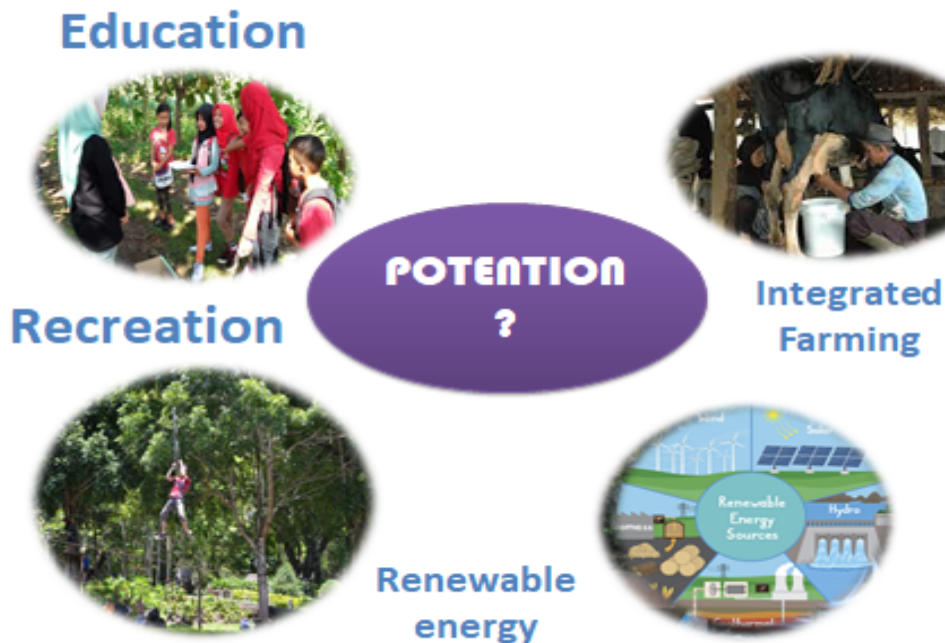 Education
POTENTION
?
Integrated
Farming
Recreation
Renewable
Energy
Sources
Hydro
Renewable
energy